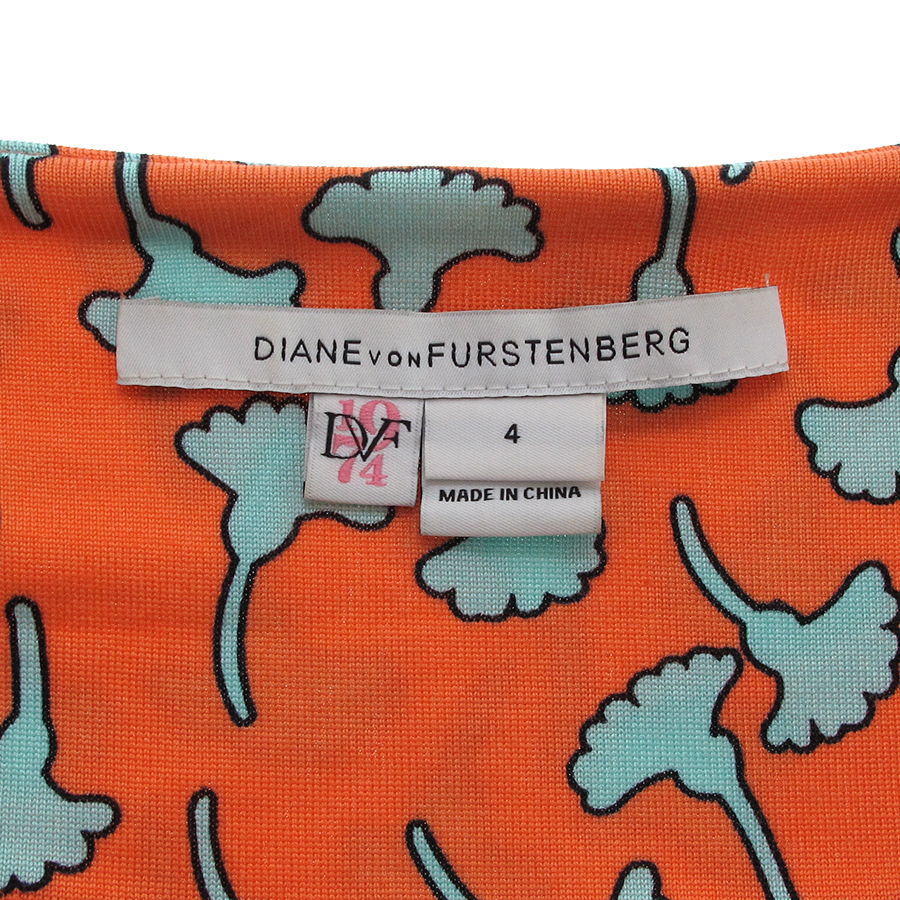 DIANE VON FURSTENBERG
1974
DVF
4
MADE IN CHINA